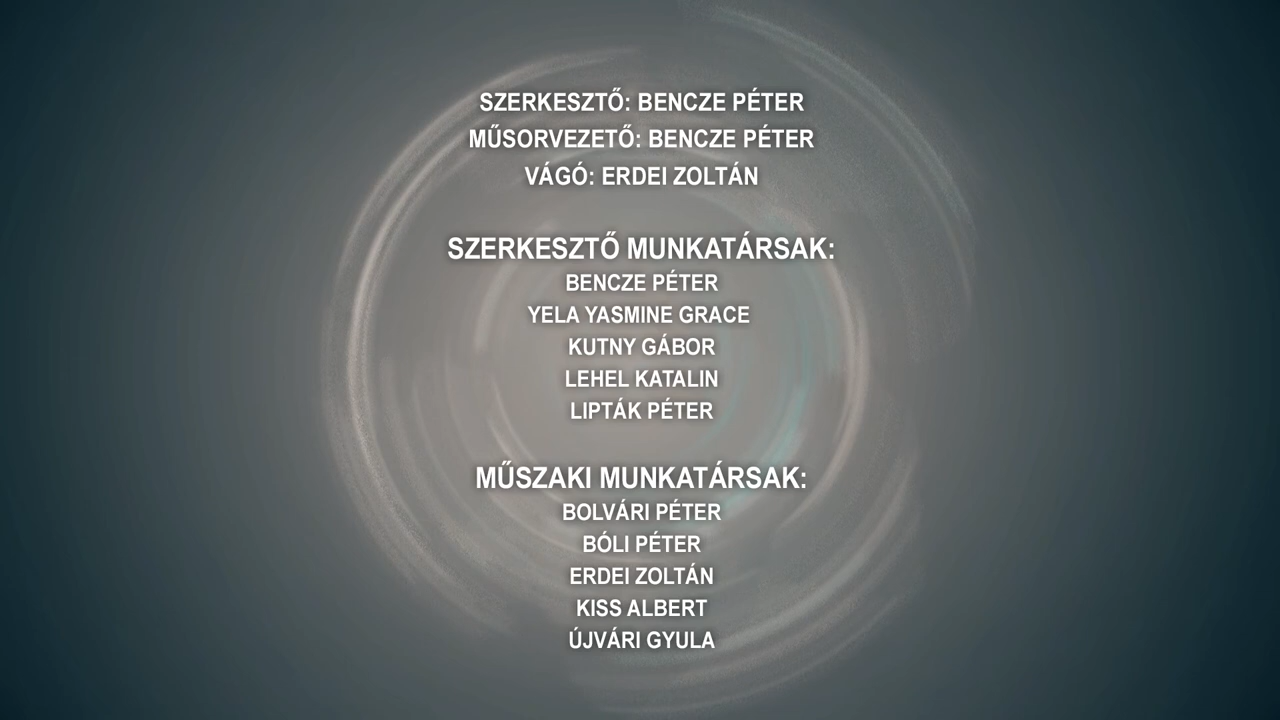 SZERKESZTŐ: BENCZE PÉTER
MŰSORVEZETŐ: BENCZE PÉTER
VÁGÓ: ERDEI ZOLTÁN
SZERKESZTŐ MUNKATÁRSAK:
BENCZE PÉTER
YELA YASMINE GRACE
KUTNY GÁBOR
LEHEL KATALIN
LIPTÁK PÉTER
MŰSZAKI MUNKATÁRSAK:
BOLVÁRI PÉTER
BÓLI PÉTER
ERDEI ZOLTÁN
KISS ALBERT
ÚJVÁRI GYULA